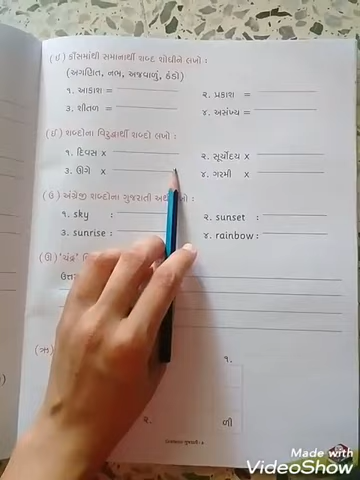 (ઇ) કૌંસમાંથી સમાનાર્થી શબ્દ શોધીને લખો :
(અગણિત, નભ, અજવાળું, ઠંડો)
૧. આકાશ = ૨. પ્રકાશ =
૩. શીતળ = ૪. અસંખ્ય =
(ઈ) શબ્દોના વિરુદ્ધાર્થી શબ્દો લખો :
૧. દિવસ x ૨. સૂર્યોદય x
૩. ઊગે x ૪. ગરમી x
(ઉ) અંગ્રેજી શબ્દોના ગુજરાતી
૧. sky : ૨. sunset :
૩. sunrise : ૪. rainbow :
(ઊ) 'ચંદ્ર'
(ઋ)
૧.
૨. ળી
Made with
VideoShow